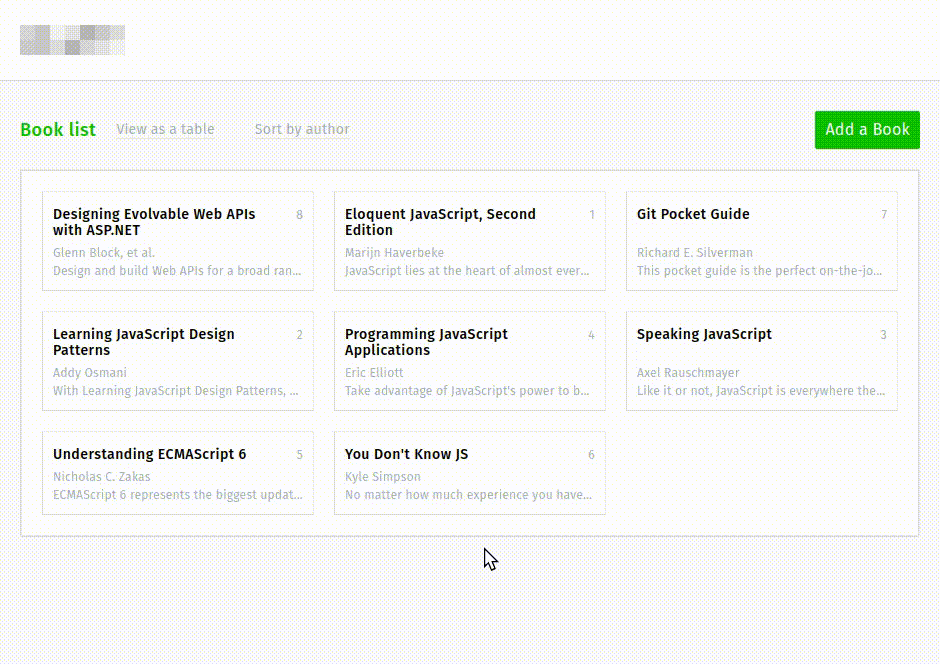 Book list
View as a table
Sort by author
Add a Book
Designing Evolvable Web APIs
with ASP.NET
8
Glenn Block, et al.
Design and build Web APIs for a broad ran...
Eloquent JavaScript, Second
Edition
1
Marijn Haverbeke
JavaScript lies at the heart of almost ever...
Git Pocket Guide
7
Richard E. Silverman
This pocket guide is the perfect on-the-jo...
Learning JavaScript Design
Patterns
2
Addy Osmani
With Learning JavaScript Design Patterns, ...
Programming JavaScript
Applications
4
Eric Elliott
Take advantage of JavaScript's power to b...
Speaking JavaScript
3
Axel Rauschmayer
Like it or not, JavaScript is everywhere the...
Understanding ECMAScript 6
5
Nicholas C. Zakas
ECMAScript 6 represents the biggest updat...
You Don't Know JS
6
Kyle Simpson
No matter how much experience you have...